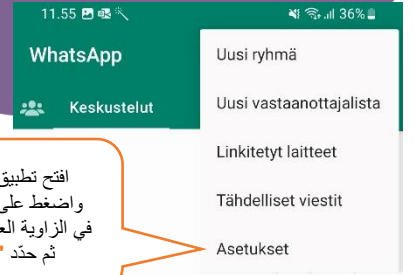 11.55 36%
WhatsApp
Keskustelut
Uusi ryhmä
Uusi vastaanottajalista
Linkitetyt laitteet
Tähdelliset viestit
Asetukset
افتح تطبيق
واضغط على
في الزاوية
ثم حدّد "